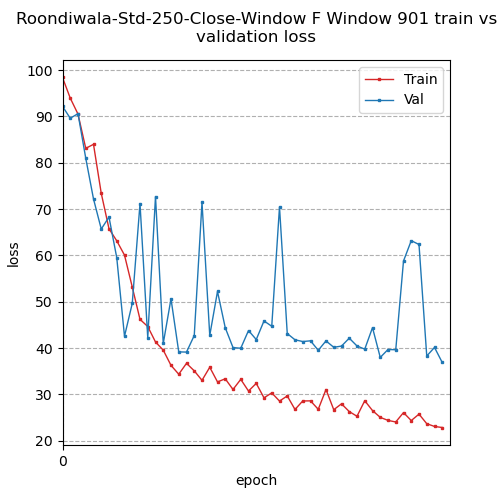 Roondiwala-Std-250-Close-Window F Window 901 train vs
validation loss
100
90
80
70
60
50
40
30
20
0
loss
epoch
Train
Val